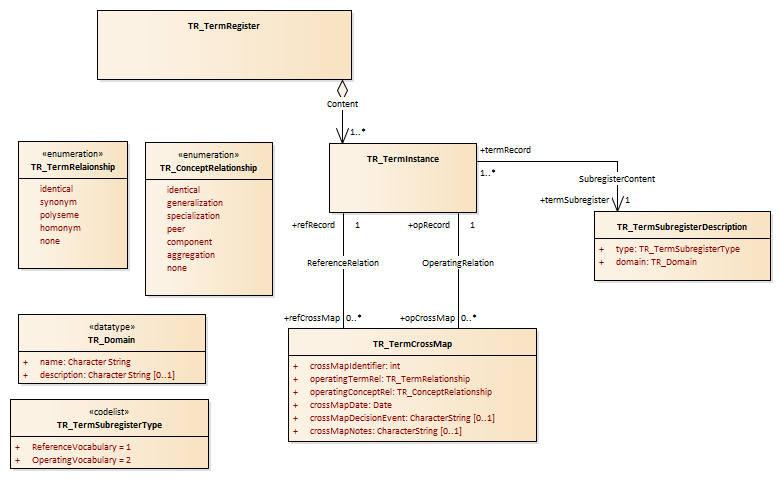 TR_TermRegister
Content
1..*
«enumeration»
TR_TermRelaionship
identical
synonym
polyseme
homonym
none
«enumeration»
TR_ConceptRelationship
identical
generalization
specialization
peer
component
aggregation
none
TR_TermInstance
+termRecord
1..*
SubregisterContent
+termSubregister 1
TR_TermSubregisterDescription
+ type: TR_TermSubregisterType
+ domain: TR_Domain
+refRecord 1
+opRecord 1
ReferenceRelation
OperatingRelation
+refCrossMap 0..*
+opCrossMap 0..*
«datatype»
TR_Domain
+ name: Character String
+ description: Character String [0..1]
TR_TermCrossMap
+ crossMapIdentifier: int
+ operatingTermRel: TR_TermRelationship
+ operatingConceptRel: TR_ConceptRelationship
+ crossMapDate: Date
+ crossMapDecisionEvent: CharacterString [0..1]
+ crossMapNotes: CharacterString [0..1]
«codelist»
TR_TermSubregisterType
+ ReferenceVocabulary = 1
+ OperatingVocabulary = 2